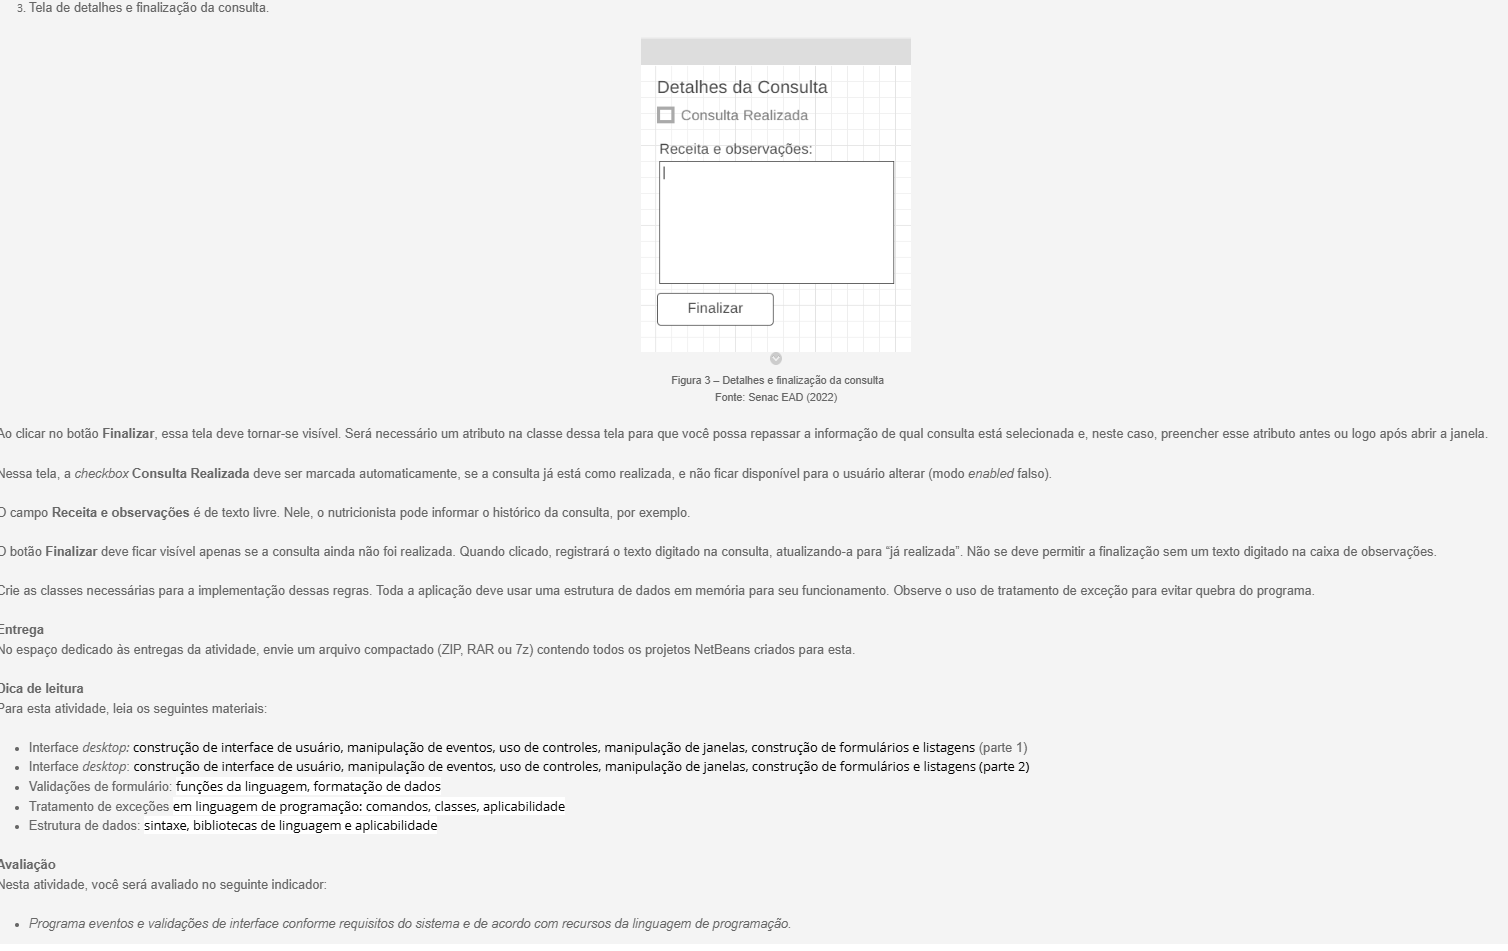 3. Tela de detalhes e finalização da consulta.
Detalhes da Consulta
Consulta Realizada
Receita e observações:
Finalizar
Figura 3 – Detalhes e finalização da consulta
Fonte: Senac EAD (2022)
Ao clicar no botão Finalizar, essa tela deve tornar-se visível. Será necessário um atributo na classe dessa tela para que você possa repassar a informação de qual consulta está selecionada e, neste caso, preencher esse atributo antes ou logo após abrir a janela.
Nessa tela, a checkbox Consulta Realizada deve ser marcada automaticamente, se a consulta já está como realizada, e não ficar disponível para o usuário alterar (modo enabled falso).
O campo Receita e observações é de texto livre. Nele, o nutricionista pode informar o histórico da consulta, por exemplo.
O botão Finalizar deve ficar visível apenas se a consulta ainda não foi realizada. Quando clicado, registrará o texto digitado na consulta, atualizando-a para “já realizada”. Não se deve permitir a finalização sem um texto digitado na caixa de observações.
Crie as classes necessárias para a implementação dessas regras. Toda a aplicação deve usar uma estrutura de dados em memória para seu funcionamento. Observe o uso de tratamento de exceção para evitar quebra do programa.
Entrega
No espaço dedicado às entregas da atividade, envie um arquivo compactado (ZIP, RAR ou 7z) contendo todos os projetos NetBeans criados para esta.
Dica de leitura
Para esta atividade, leia os seguintes materiais:
Interface desktop: construção de interface de usuário, manipulação de eventos, uso de controles, manipulação de janelas, construção de formulários e listagens (parte 1)
Interface desktop: construção de interface de usuário, manipulação de eventos, uso de controles, manipulação de janelas, construção de formulários e listagens (parte 2)
Validações de formulário: funções da linguagem, formatação de dados
Tratamento de exceções em linguagem de programação: comandos, classes, aplicabilidade
Estrutura de dados: sintaxe, bibliotecas de linguagem e aplicabilidade
Avaliação
Nesta atividade, você será avaliado no seguinte indicador:
Programa eventos e validações de interface conforme requisitos do sistema e de acordo com recursos da linguagem de programação.